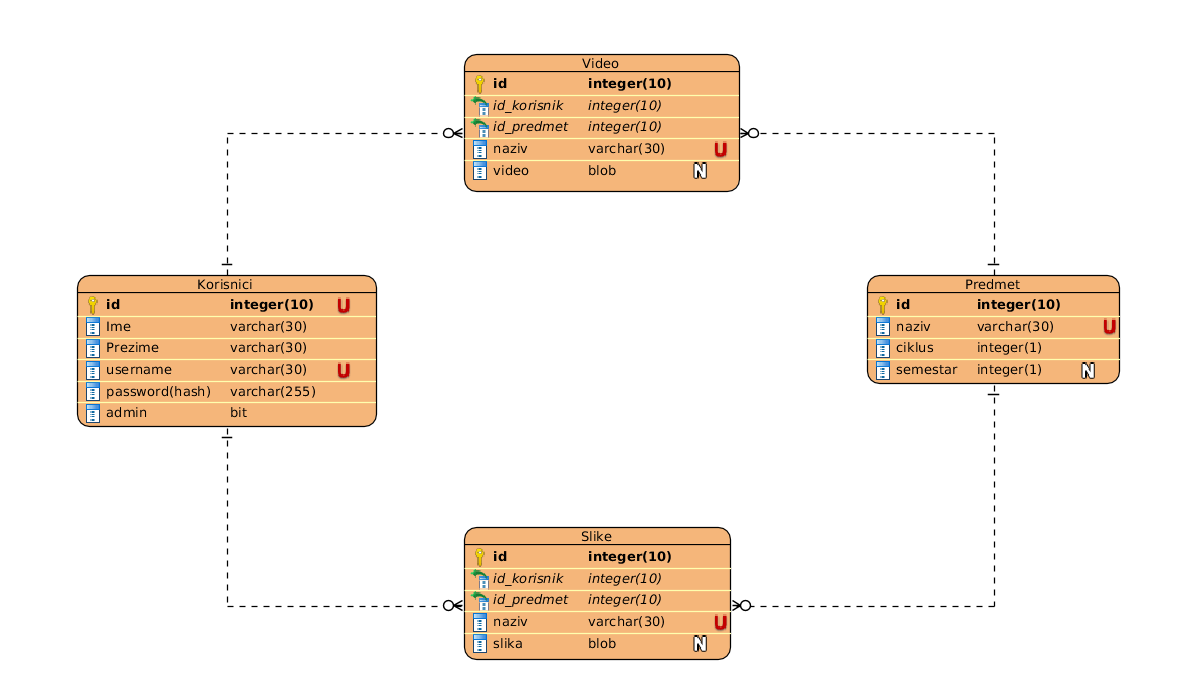 Video
id integer(10)
id_korisnik integer(10)
id_predmet integer(10)
naziv varchar(30) U
video blob N
Korisnici
id integer(10) U
Ime varchar(30)
Prezime varchar(30)
username varchar(30) U
password(hash) varchar(255)
admin bit
Predmet
id integer(10)
naziv varchar(30) U
ciklus integer(1)
semestar integer(1) N
Slike
id integer(10)
id_korisnik integer(10)
id_predmet integer(10)
naziv varchar(30) U
slika blob N